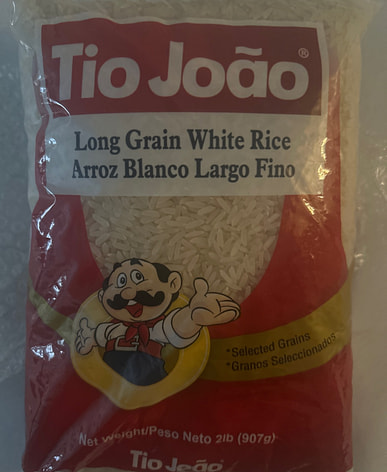 Tio João®
Long Grain White Rice
Arroz Blanco Largo Fino
*Selected Grains
*Granos Seleccionados
Net weight/Peso Neto 2lb (907g)
Tio João®